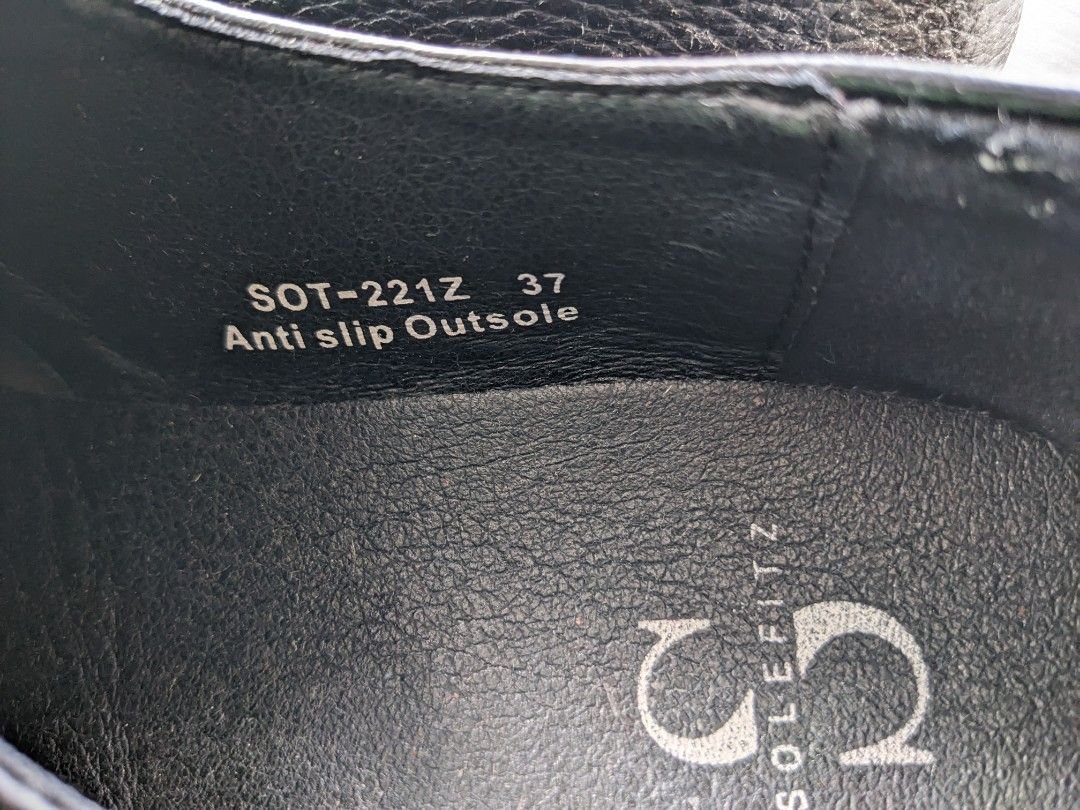 SOT-221Z 37
Anti slip Outsole
SOLEFITZ